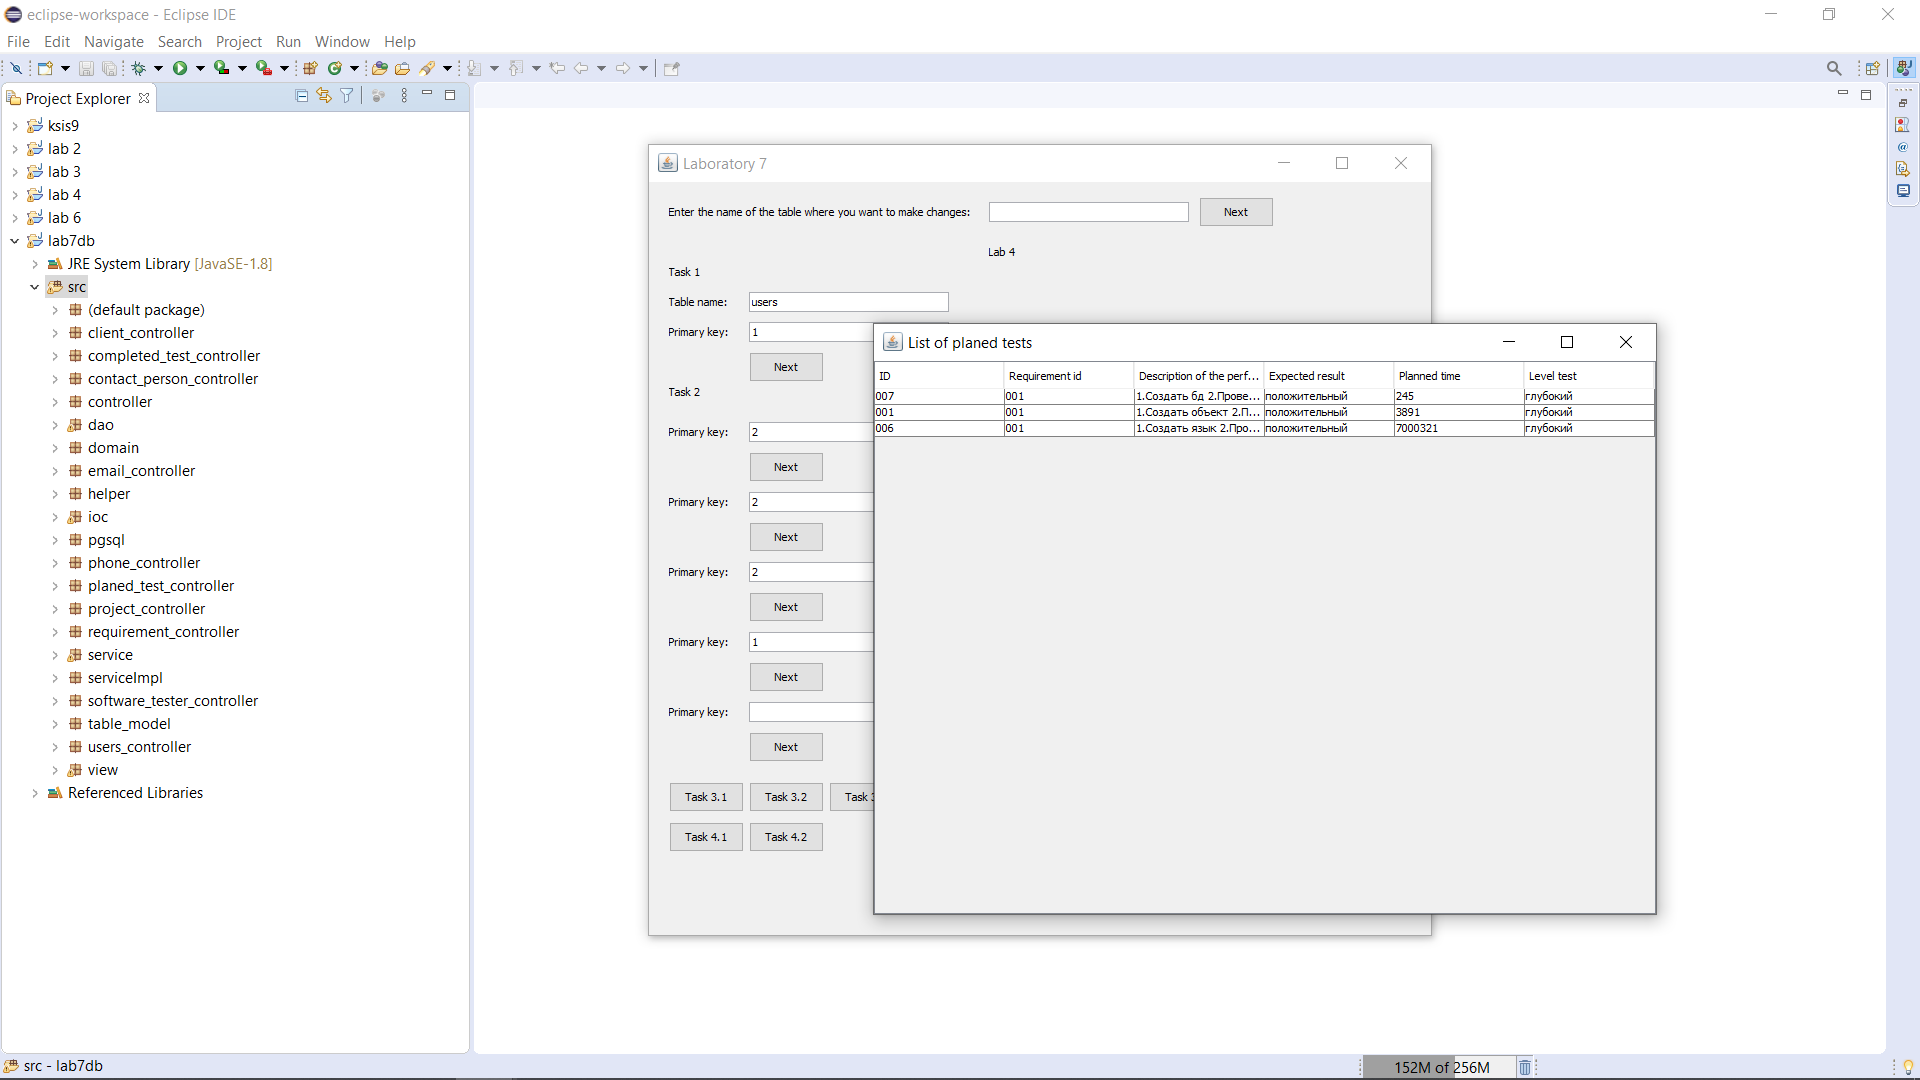 eclipse-workspace - Eclipse IDE
File Edit Navigate Search Project Run Window Help
Project Explorer
ksis9
lab 2
lab 3
lab 4
lab 6
lab7db
JRE System Library [JavaSE-1.8]
src
(default package)
client_controller
completed_test_controller
contact_person_controller
controller
dao
domain
email_controller
helper
ioc
pgsql
phone_controller
planed_test_controller
project_controller
requirement_controller
service
serviceImpl
software_tester_controller
table_model
users_controller
view
Referenced Libraries
Laboratory 7
Enter the name of the table where you want to make changes: Next
Lab 4
Task 1
Table name: users
Primary key: 1
Next
Task 2
Primary key: 2
Next
Primary key: 2
Next
Primary key: 2
Next
Primary key: 1
Next
Primary key:
Next
Task 3.1 Task 3.2 Task
Task 4.1 Task 4.2
List of planed tests
ID Requirement id Description of the perf... Expected result Planned time Level test
007 001 1.Создать бд 2.Прове... положительный 245 глубокий
001 001 1.Создать объект 2.П... положительный 3891 глубокий
006 001 1.Создать язык 2.Про... положительный 7000321 глубокий
src - lab7db
152M of 256M